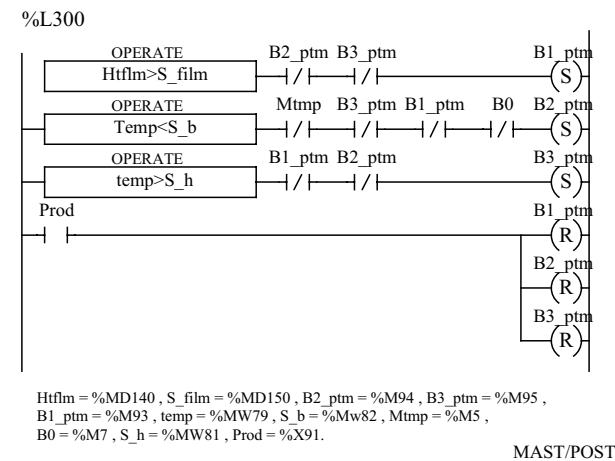 %L300
OPERATE B2_ptm B3_ptm B1_ptm
Htflm>S_film S
OPERATE Mtmp B3_ptm B1_ptm B0 B2_ptm
Temp<S_b S
OPERATE B1_ptm B2_ptm B3_ptm
temp>S_h S
Prod B1_ptm
R
B2_ptm
R
B3_ptm
R
Htflm = %MD140 , S_film = %MD150 , B2_ptm = %M94 , B3_ptm = %M95 ,
B1_ptm = %M93 , temp = %MW79 , S_b = %Mw82 , Mtmp = %M5 ,
B0 = %M7 , S_h = %MW81 , Prod = %X91.
MAST/POST